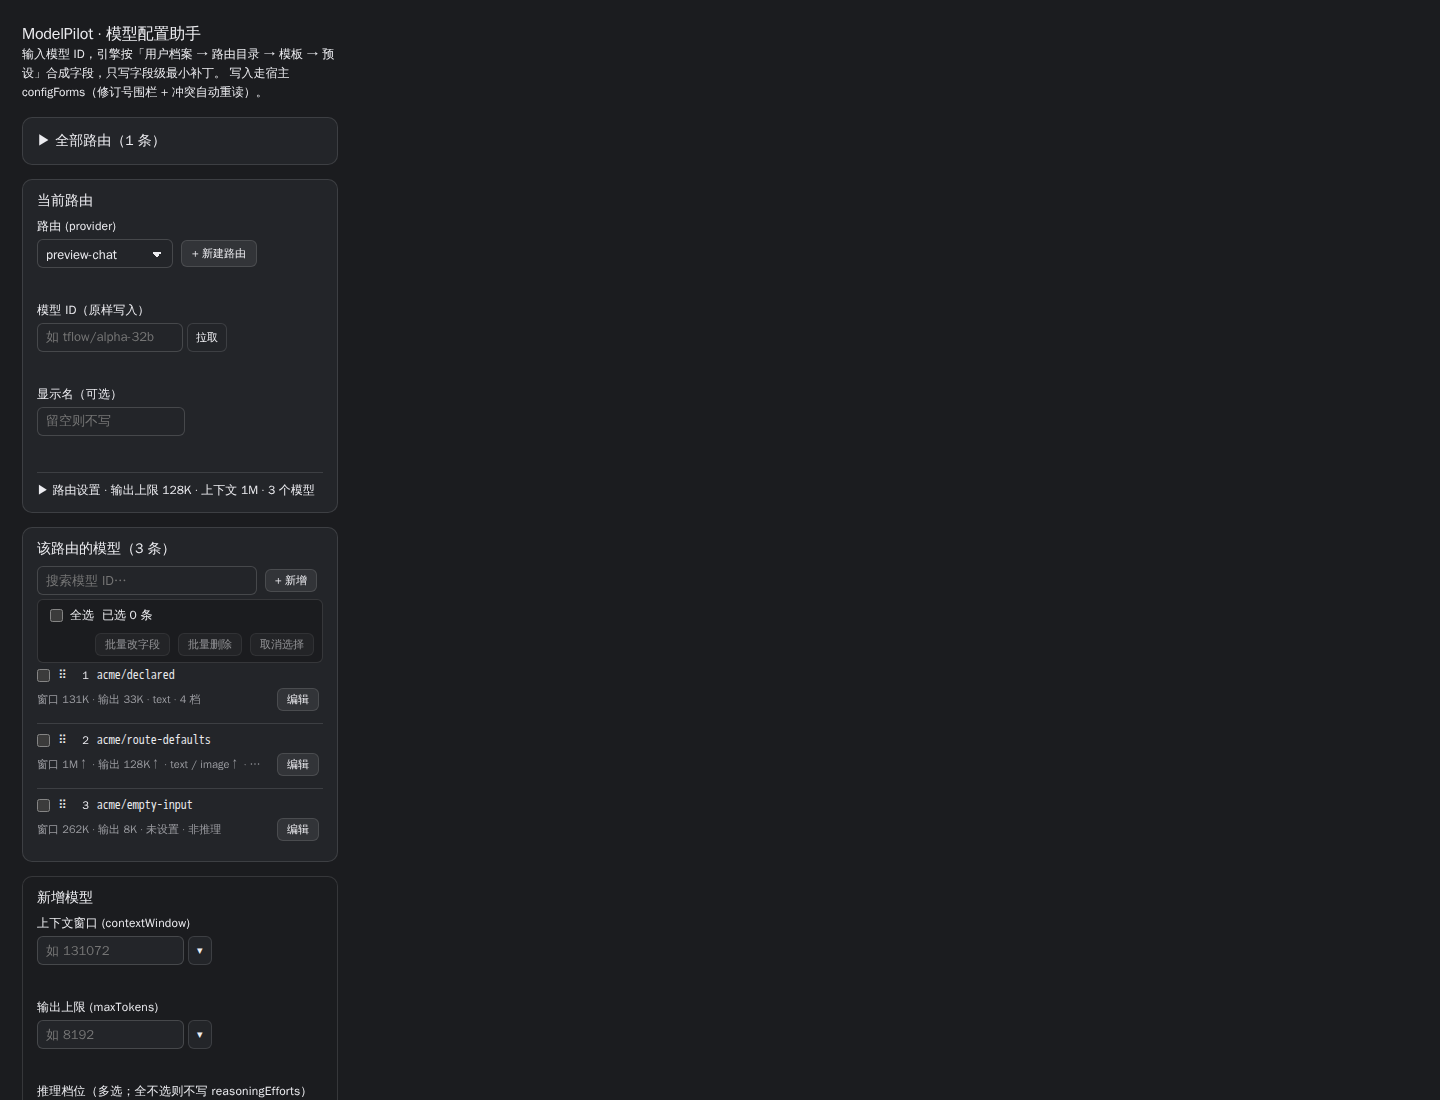 ModelPilot · 模型配置助手
输入模型 ID，引擎按「用户档案 → 路由目录 → 模板 → 预
设」合成字段，只写字段级最小补丁。 写入走宿主
configForms（修订号围栏 + 冲突自动重读）。
▶ 全部路由（1 条）
当前路由
路由 (provider)
preview-chat
+ 新建路由
模型 ID（原样写入）
如 tflow/alpha-32b
拉取
显示名（可选）
留空则不写
▶ 路由设置 · 输出上限 128K · 上下文 1M · 3 个模型
该路由的模型（3 条）
搜索模型 ID…
+ 新增
全选 已选 0 条
批量改字段 批量删除 取消选择
1 acme/declared
窗口 131K · 输出 33K · text · 4 档
编辑
2 acme/route-defaults
窗口 1M↑ · 输出 128K↑ · text / image↑ · …
编辑
3 acme/empty-input
窗口 262K · 输出 8K · 未设置 · 非推理
编辑
新增模型
上下文窗口 (contextWindow)
如 131072
▾
输出上限 (maxTokens)
如 8192
▾
推理档位（多选；全不选则不写 reasoningEfforts）